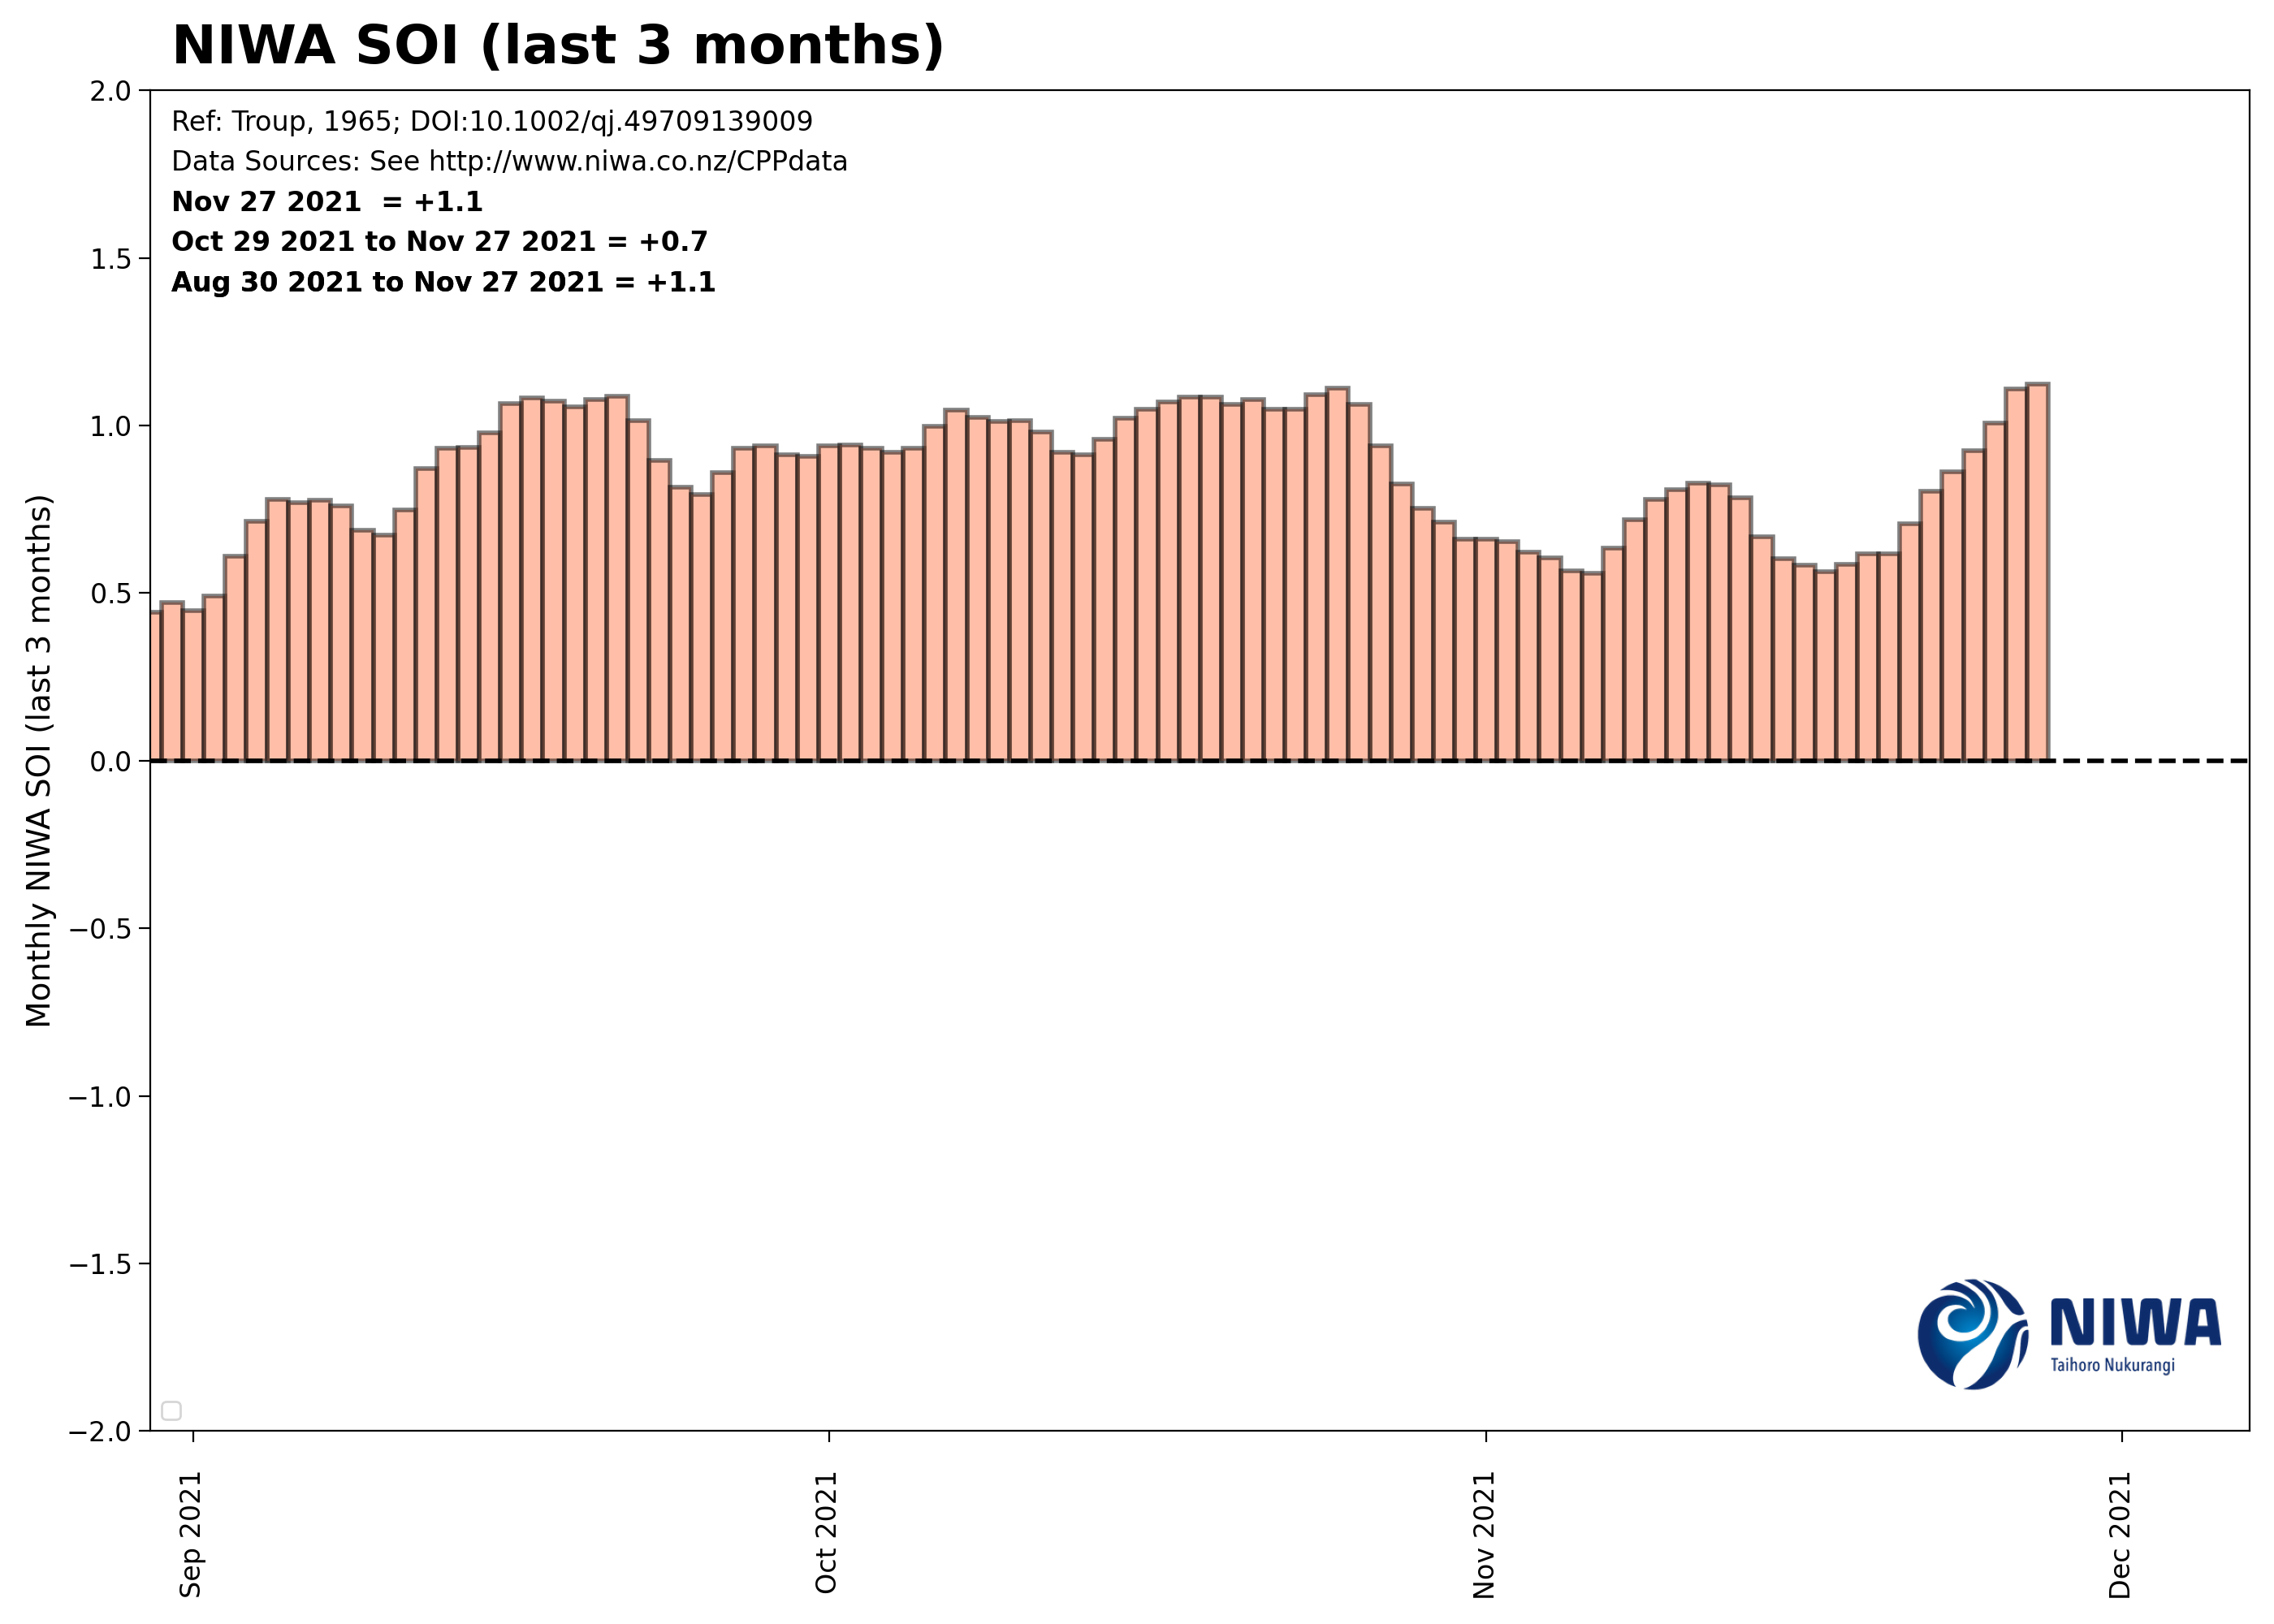 NIWA SOI (last 3 months)
Ref: Troup, 1965; DOI:10.1002/qj.49709139009
Data Sources: See http://www.niwa.co.nz/CPPdata
Nov 27 2021  = +1.1
Oct 29 2021 to Nov 27 2021 = +0.7
Aug 30 2021 to Nov 27 2021 = +1.1
Monthly NIWA SOI (last 3 months)
2.0
1.5
1.0
0.5
0.0
−0.5
−1.0
−1.5
−2.0
NIWA
Taihoro Nukurangi
Sep 2021
Oct 2021
Nov 2021
Dec 2021